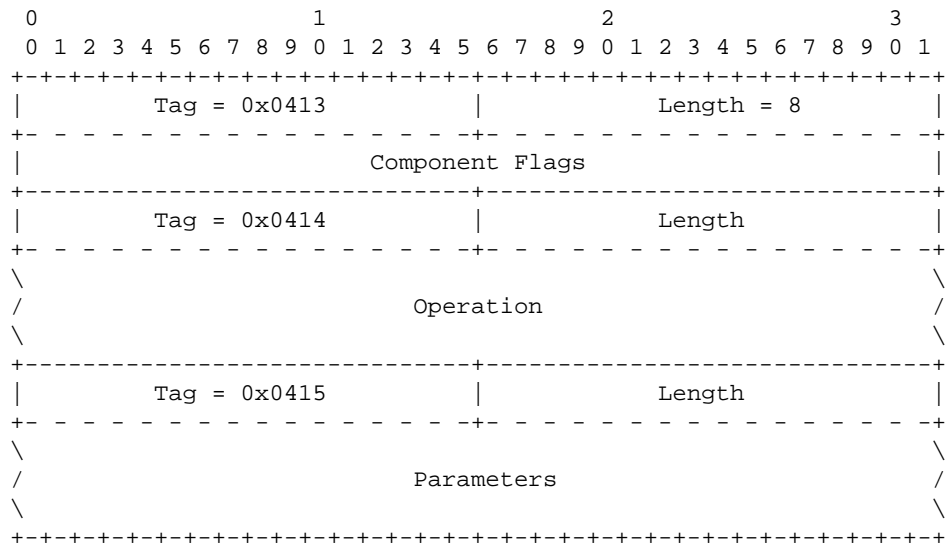 0                   1                   2                   3
 0 1 2 3 4 5 6 7 8 9 0 1 2 3 4 5 6 7 8 9 0 1 2 3 4 5 6 7 8 9 0 1
+-+-+-+-+-+-+-+-+-+-+-+-+-+-+-+-+-+-+-+-+-+-+-+-+-+-+-+-+-+-+-+-+
|         Tag = 0x0413          |            Length = 8         |
+- - - - - - - - - - - - - - - -+- - - - - - - - - - - - - - - -+
|                        Component Flags                        |
+-------------------------------+-------------------------------+
|         Tag = 0x0414          |            Length             |
+- - - - - - - - - - - - - - - -+- - - - - - - - - - - - - - - -+
\                                                               \
/                           Operation                           /
\                                                               \
+-------------------------------+-------------------------------+
|         Tag = 0x0415          |            Length             |
+- - - - - - - - - - - - - - - -+- - - - - - - - - - - - - - - -+
\                                                               \
/                           Parameters                          /
\                                                               \
+-+-+-+-+-+-+-+-+-+-+-+-+-+-+-+-+-+-+-+-+-+-+-+-+-+-+-+-+-+-+-+-+